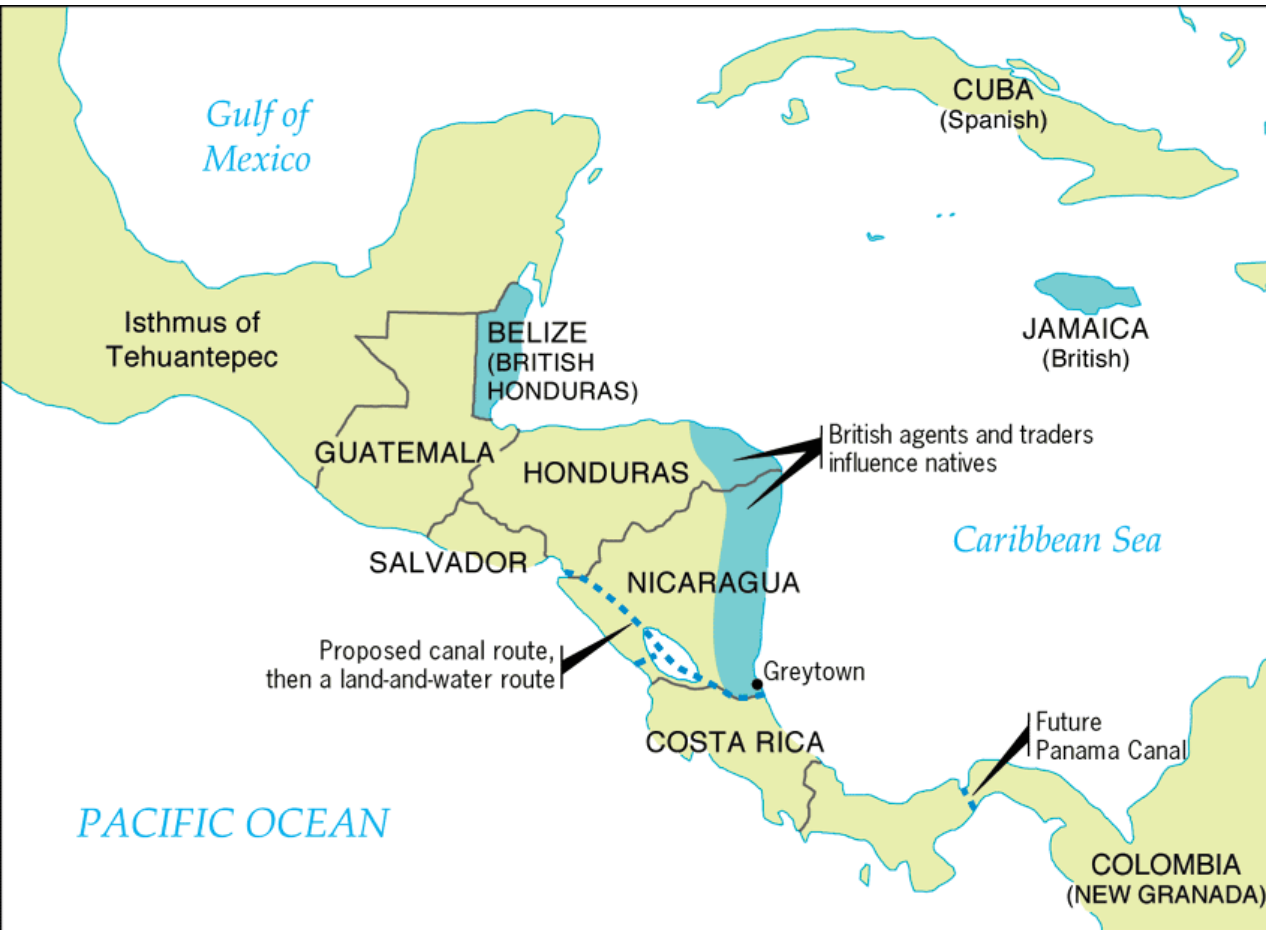 Gulf of
Mexico
CUBA
(Spanish)
Isthmus of
Tehuantepec
BELIZE
(BRITISH
HONDURAS)
JAMAICA
(British)
GUATEMALA
HONDURAS
British agents and traders
influence natives
Caribbean Sea
SALVADOR
NICARAGUA
Proposed canal route,
then a land-and-water route
Greytown
COSTA RICA
Future
Panama Canal
PACIFIC OCEAN
COLOMBIA
(NEW GRANADA)